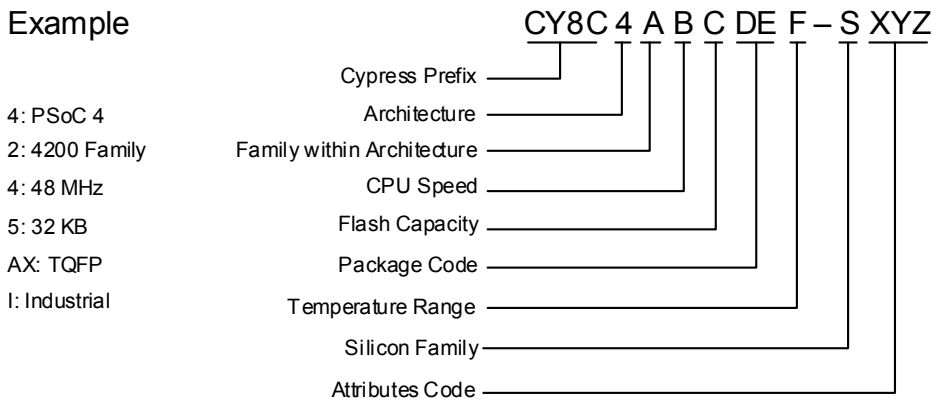 Example CY8C 4 A B C DE F – S XYZ
Cypress Prefix
4: PSoC 4 Architecture
2: 4200 Family Family within Architecture
4: 48 MHz CPU Speed
5: 32 KB Flash Capacity
AX: TQFP Package Code
I: Industrial Temperature Range
Silicon Family
Attributes Code